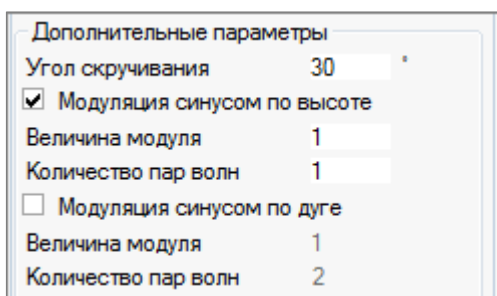 Дополнительные параметры
Угол скручивания 30 °
Модуляция синусом по высоте
Величина модуля 1
Количество пар волн 1
Модуляция синусом по дуге
Величина модуля 1
Количество пар волн 2